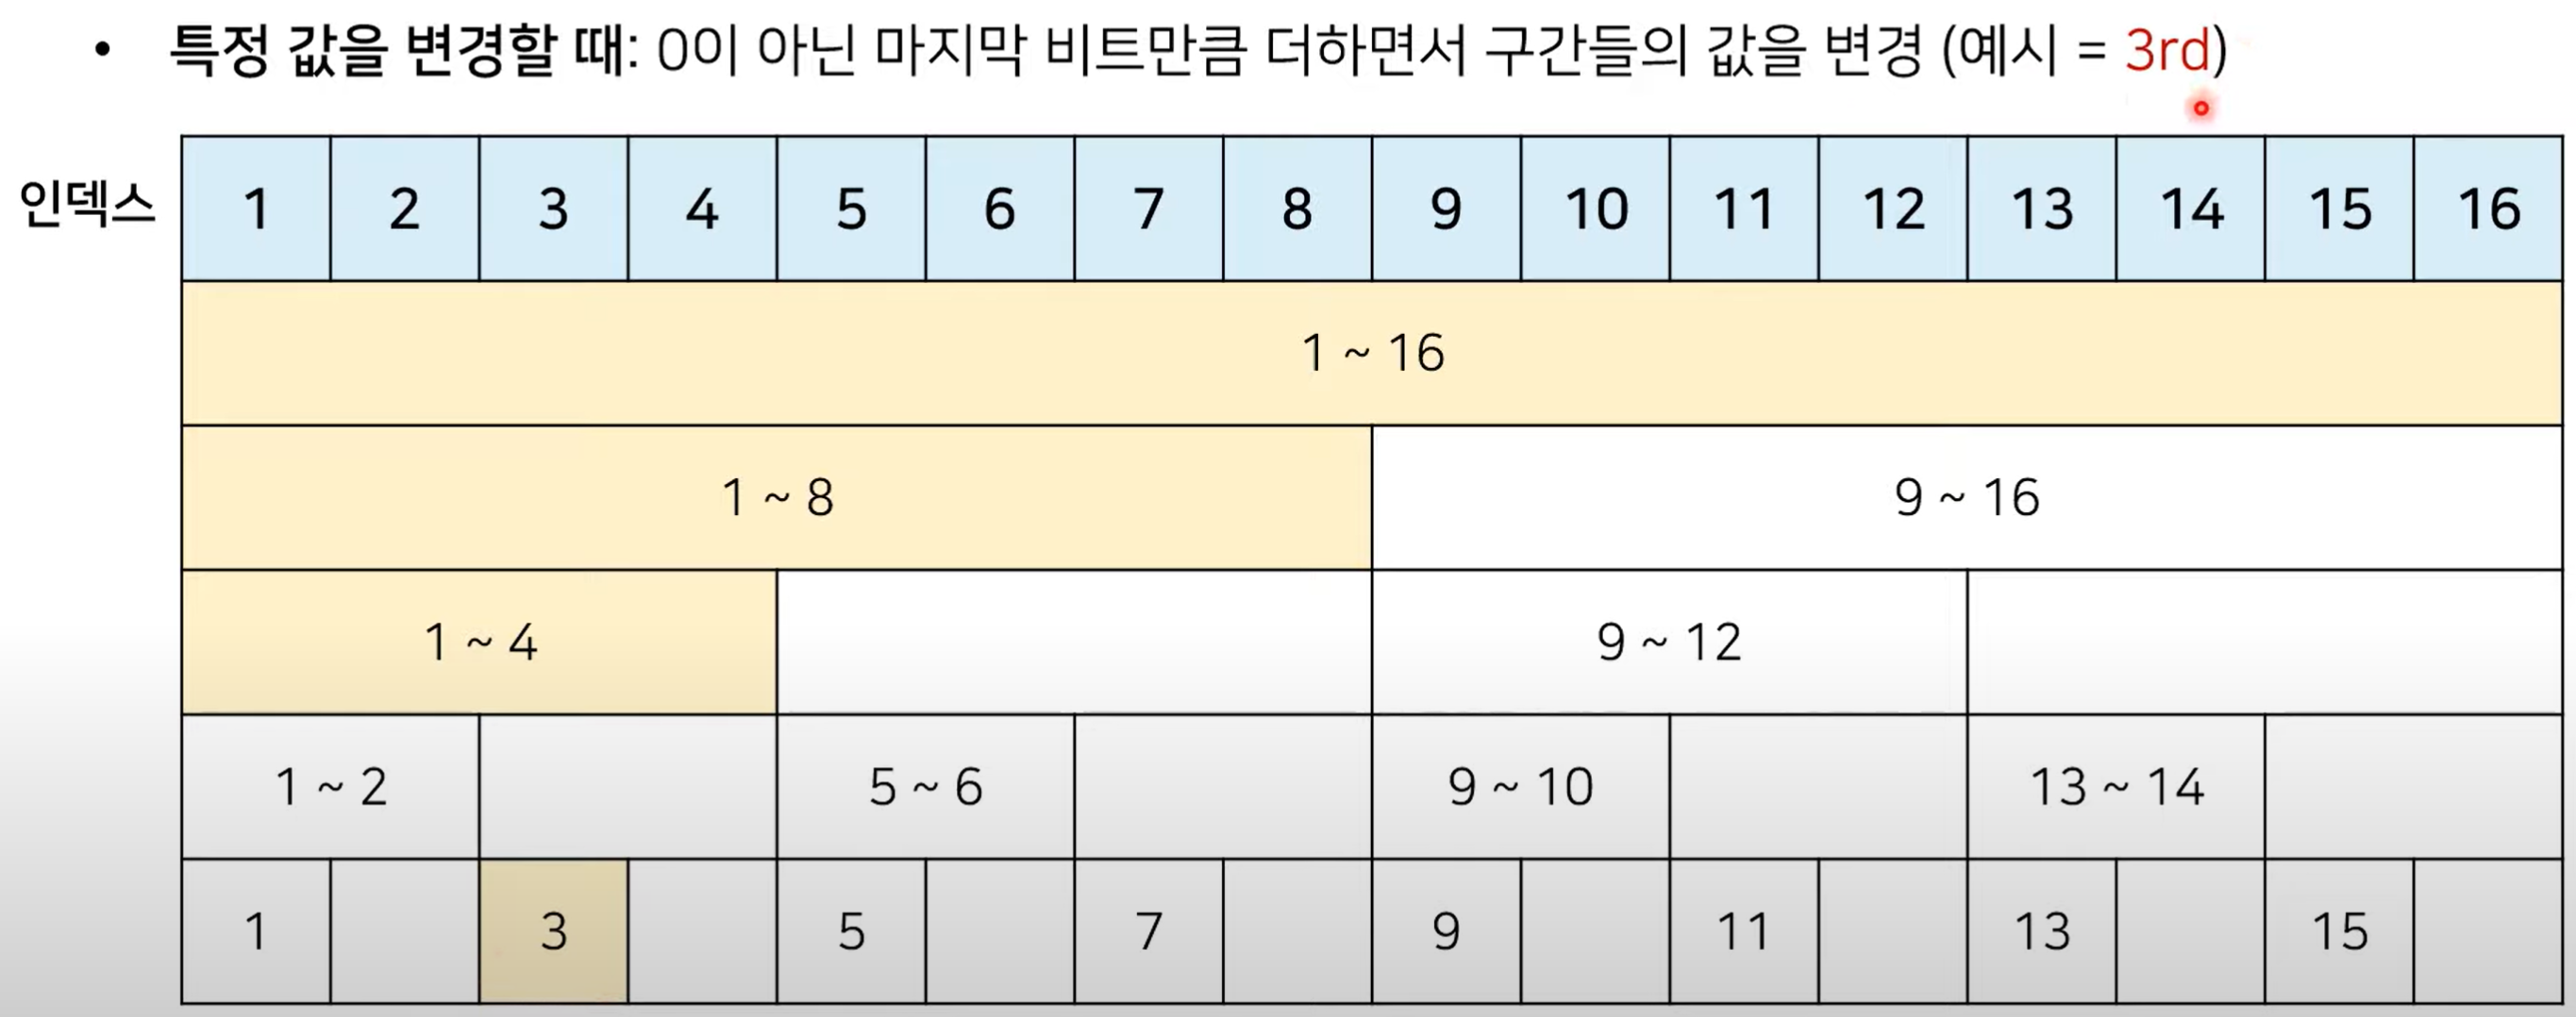 • 특정 값을 변경할 때: 0이 아닌 마지막 비트만큼 더하면서 구간들의 값을 변경 (예시 = 3rd)
인덱스 1 2 3 4 5 6 7 8 9 10 11 12 13 14 15 16
1 ~ 16
1 ~ 8 9 ~ 16
1 ~ 4 9 ~ 12
1 ~ 2 5 ~ 6 9 ~ 10 13 ~ 14
1 3 5 7 9 11 13 15